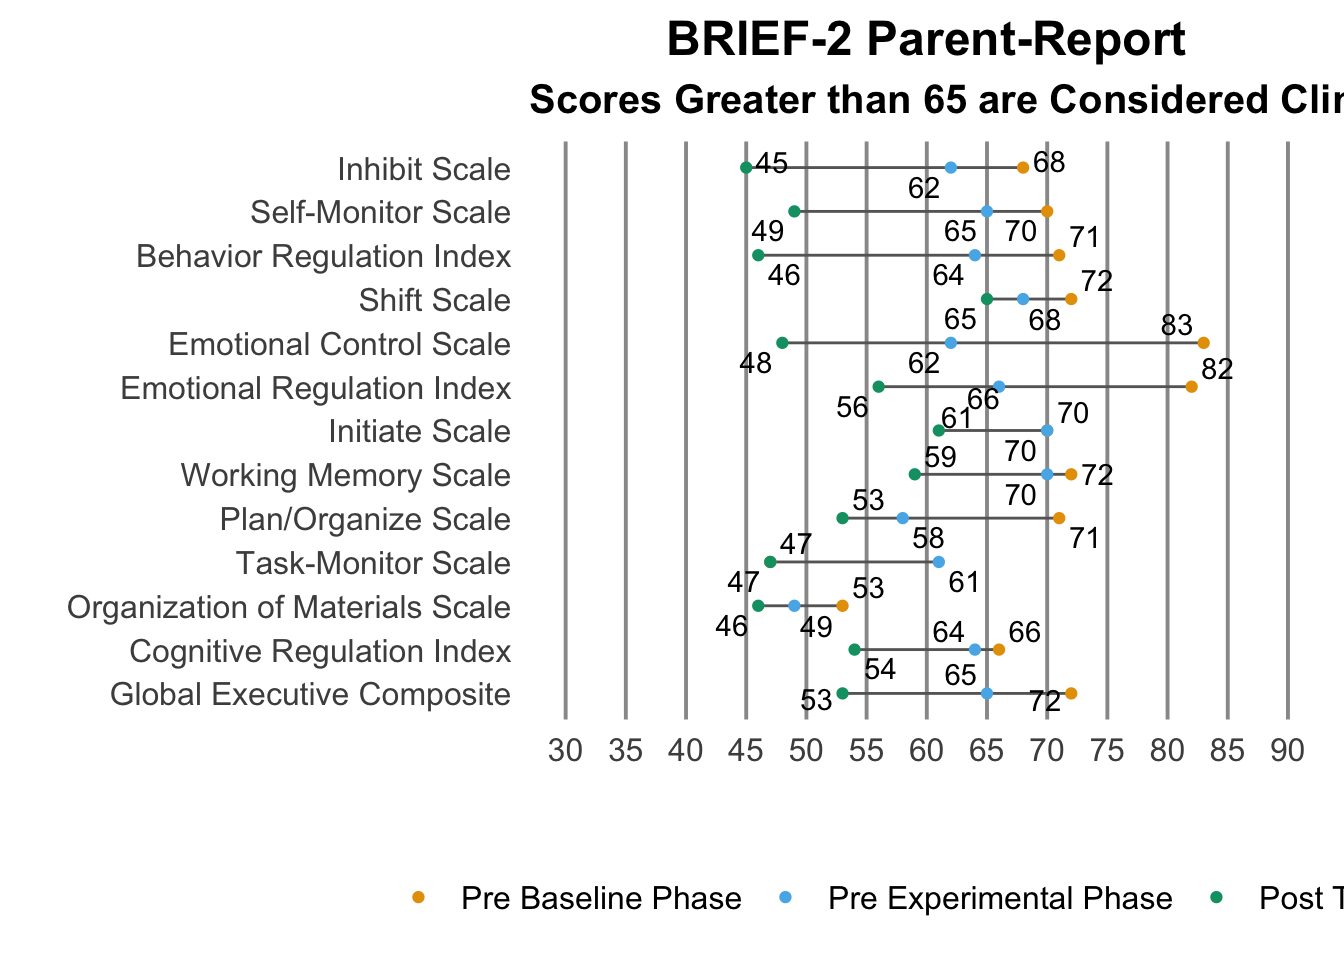 BRIEF-2 Parent-Report
Scores Greater than 65 are Considered
Inhibit Scale 45 62 68
Self-Monitor Scale 49 65 70
Behavior Regulation Index 46 64 71
Shift Scale 65 68 72
Emotional Control Scale 48 62 83
Emotional Regulation Index 56 66 82
Initiate Scale 61 70 70
Working Memory Scale 59 70 72
Plan/Organize Scale 53 58 71
Task-Monitor Scale 47 47 61
Organization of Materials Scale 46 49 53
Cognitive Regulation Index 54 64 66
Global Executive Composite 53 65 72
30 35 40 45 50 55 60 65 70 75 80 85 90
Pre Baseline Phase Pre Experimental Phase Post